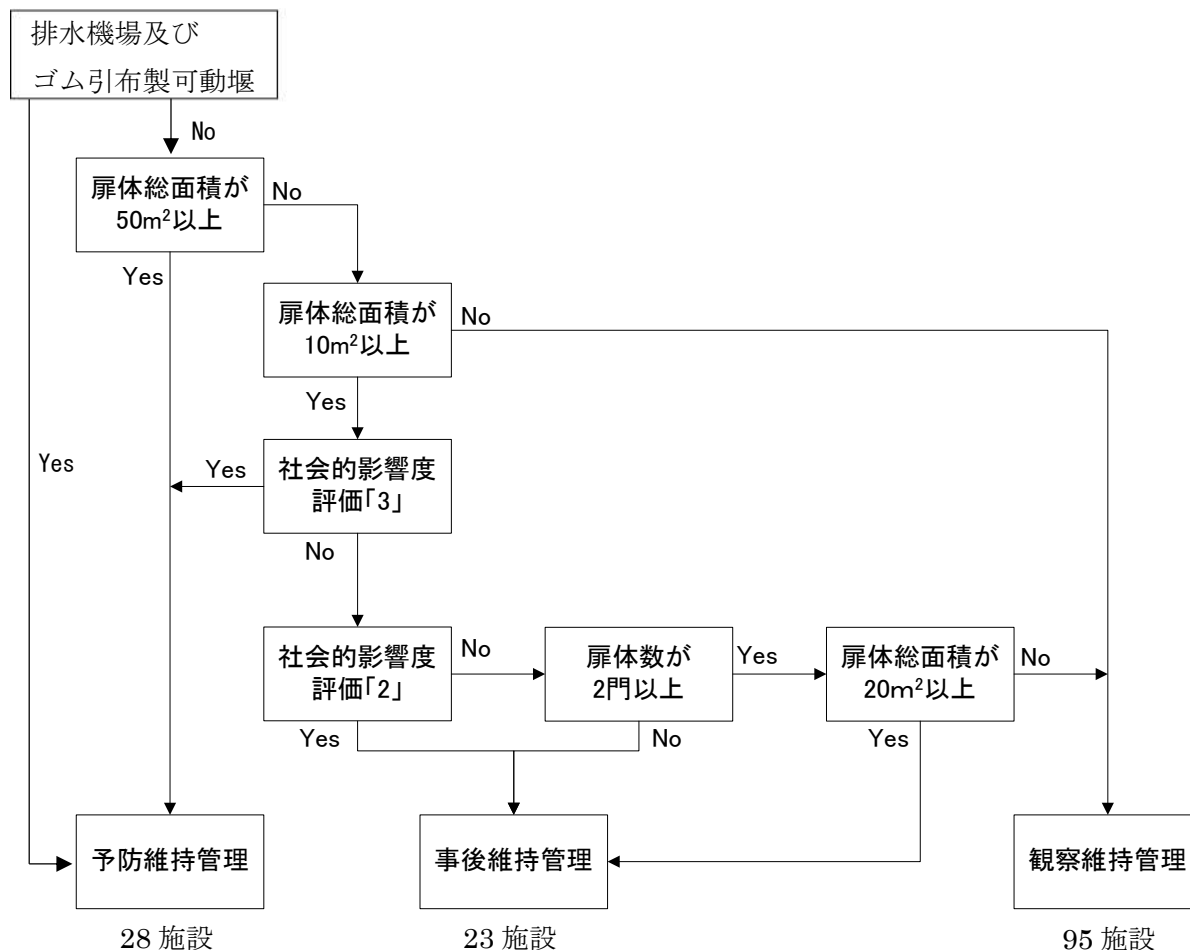 排水機場及び
ゴム引布製可動堰
No
扉体総面積が
50m²以上
No
Yes
扉体総面積が
10m²以上
No
Yes
Yes
社会的影響度
評価「3」
Yes
No
社会的影響度
評価「2」
No
扉体数が
2門以上
Yes
扉体総面積が
20m²以上
No
Yes
No
Yes
予防維持管理
事後維持管理
観察維持管理
28 施設
23 施設
95 施設